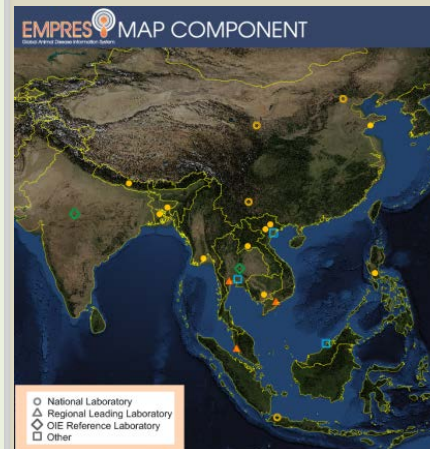 EMPRES MAP COMPONENT
Global Animal Disease Information System
National Laboratory
Regional Leading Laboratory
OIE Reference Laboratory
Other